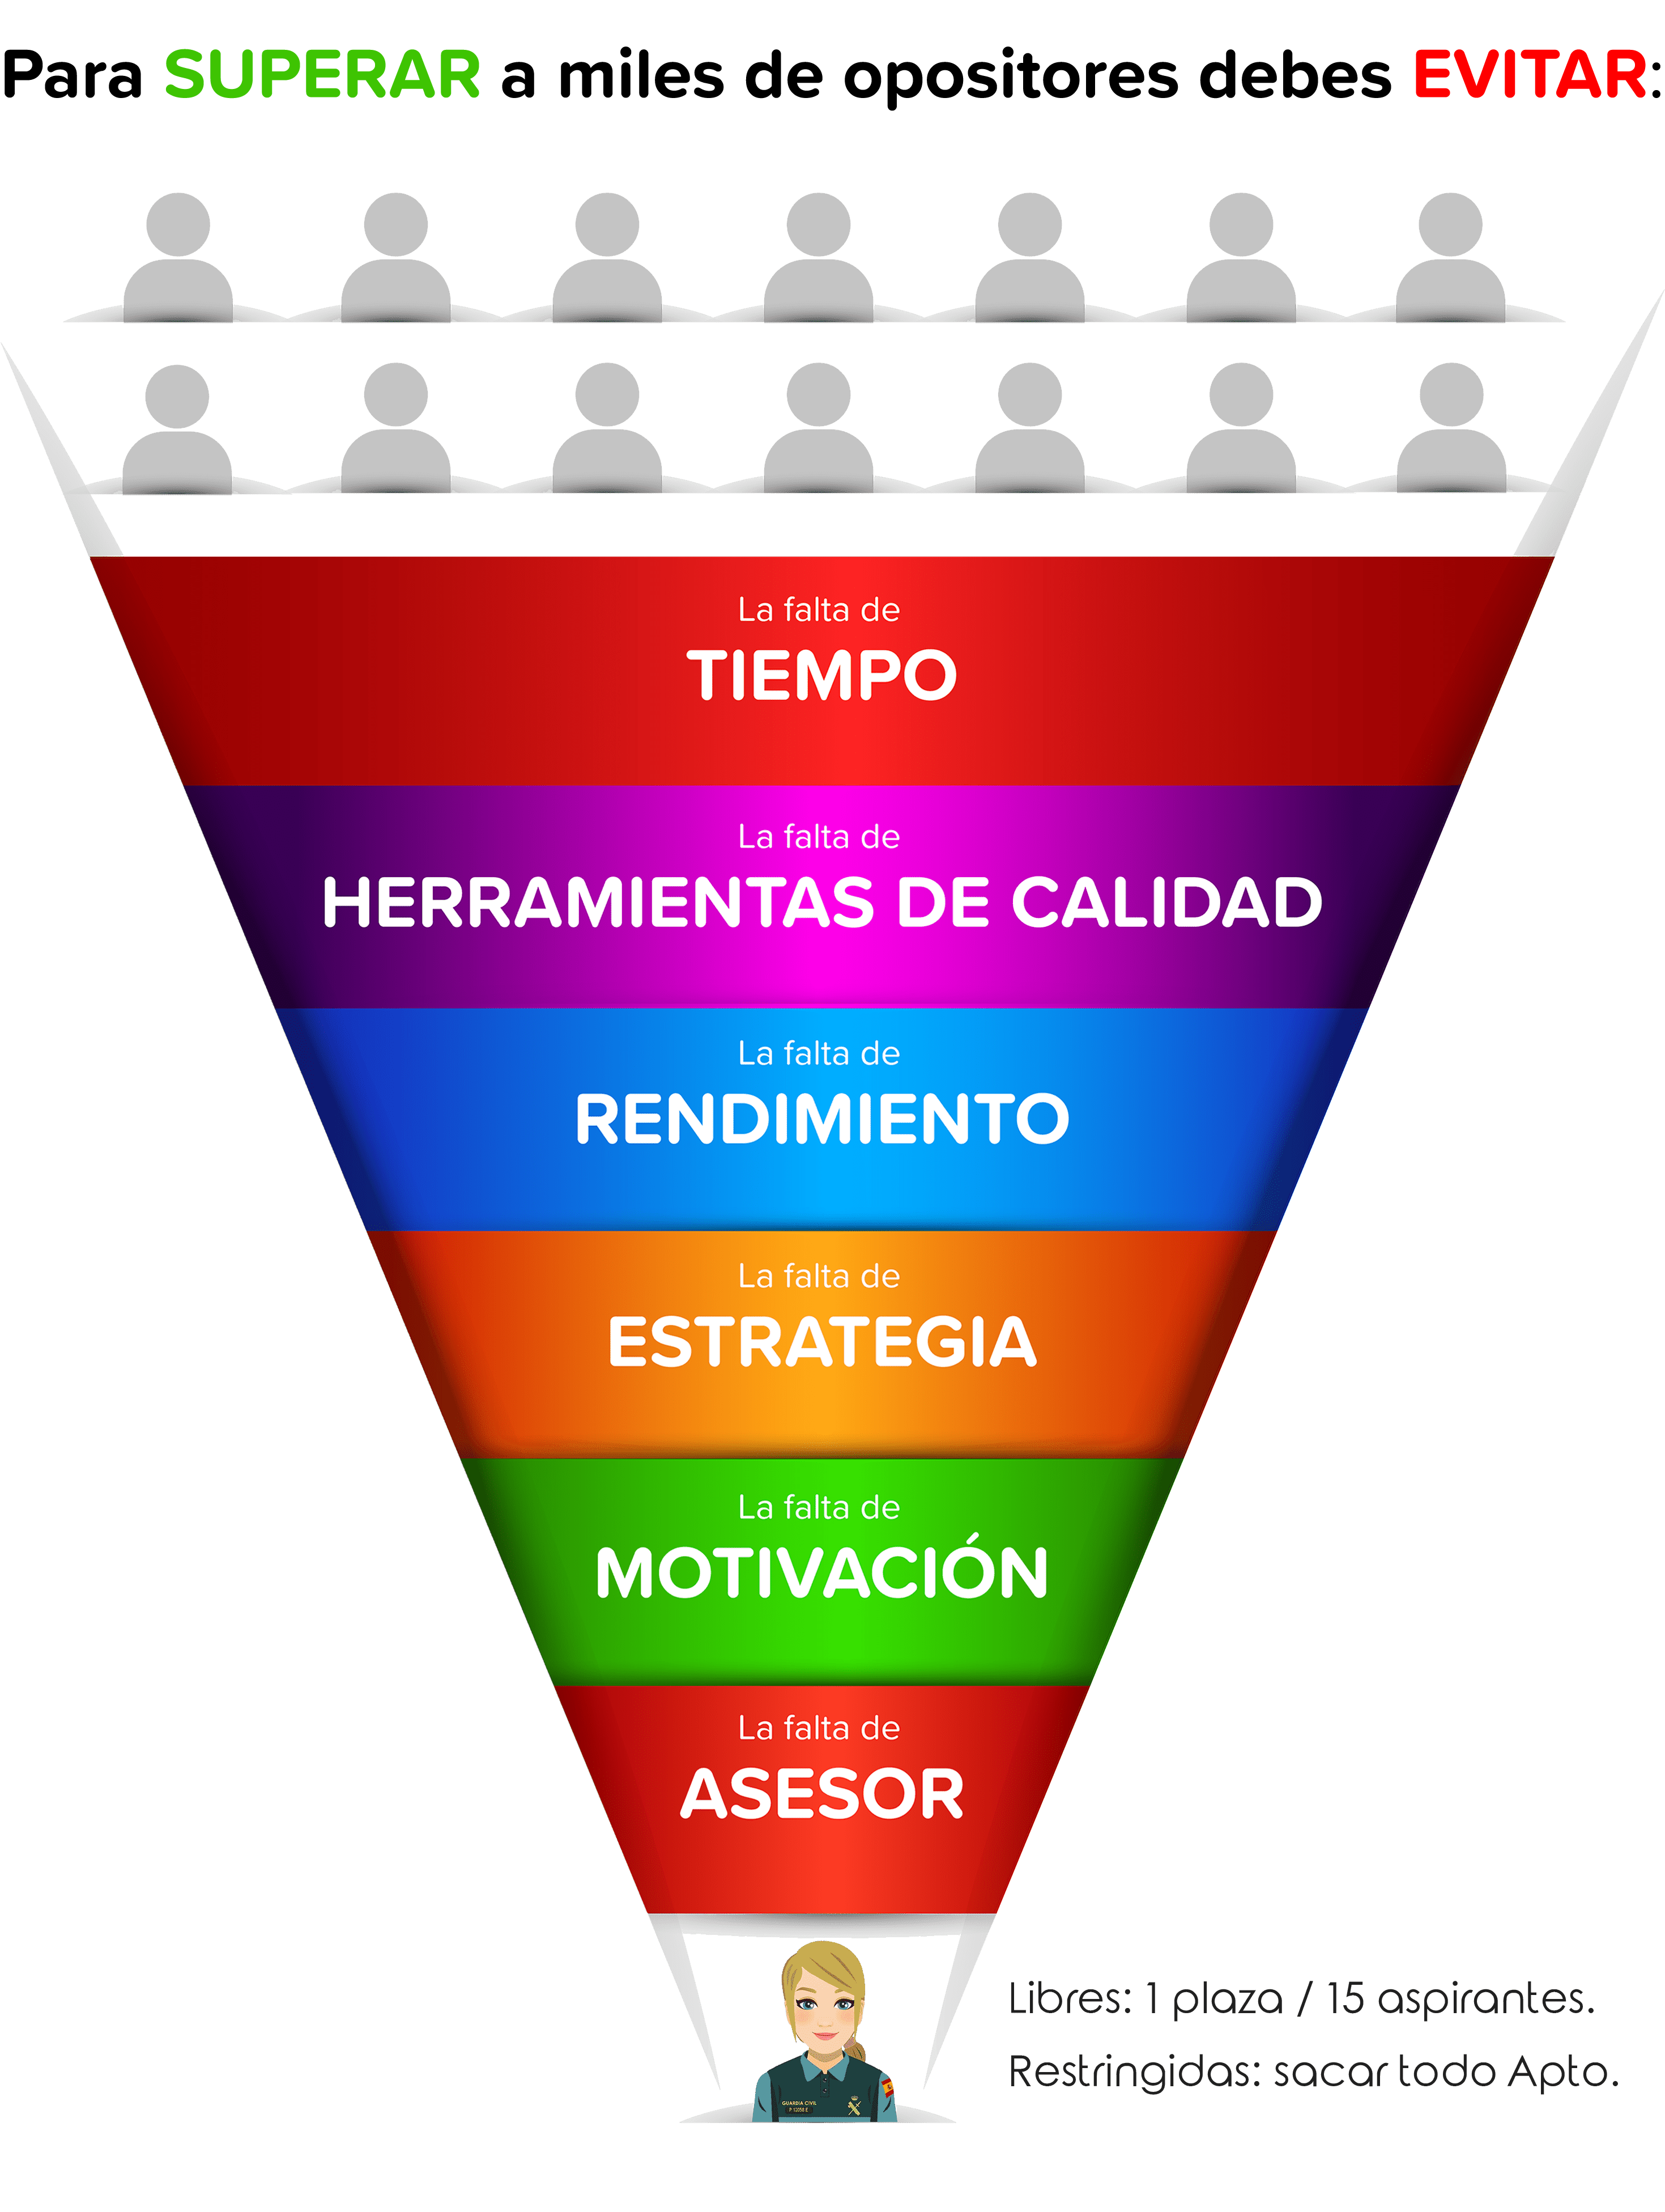 Para SUPERAR a miles de opositores debes EVITAR:
La falta de
TIEMPO
La falta de
HERRAMIENTAS DE CALIDAD
La falta de
RENDIMIENTO
La falta de
ESTRATEGIA
La falta de
MOTIVACIÓN
La falta de
ASESOR
Libres: 1 plaza / 15 aspirantes.
Restringidas: sacar todo Apto.
GUARDIA CIVIL